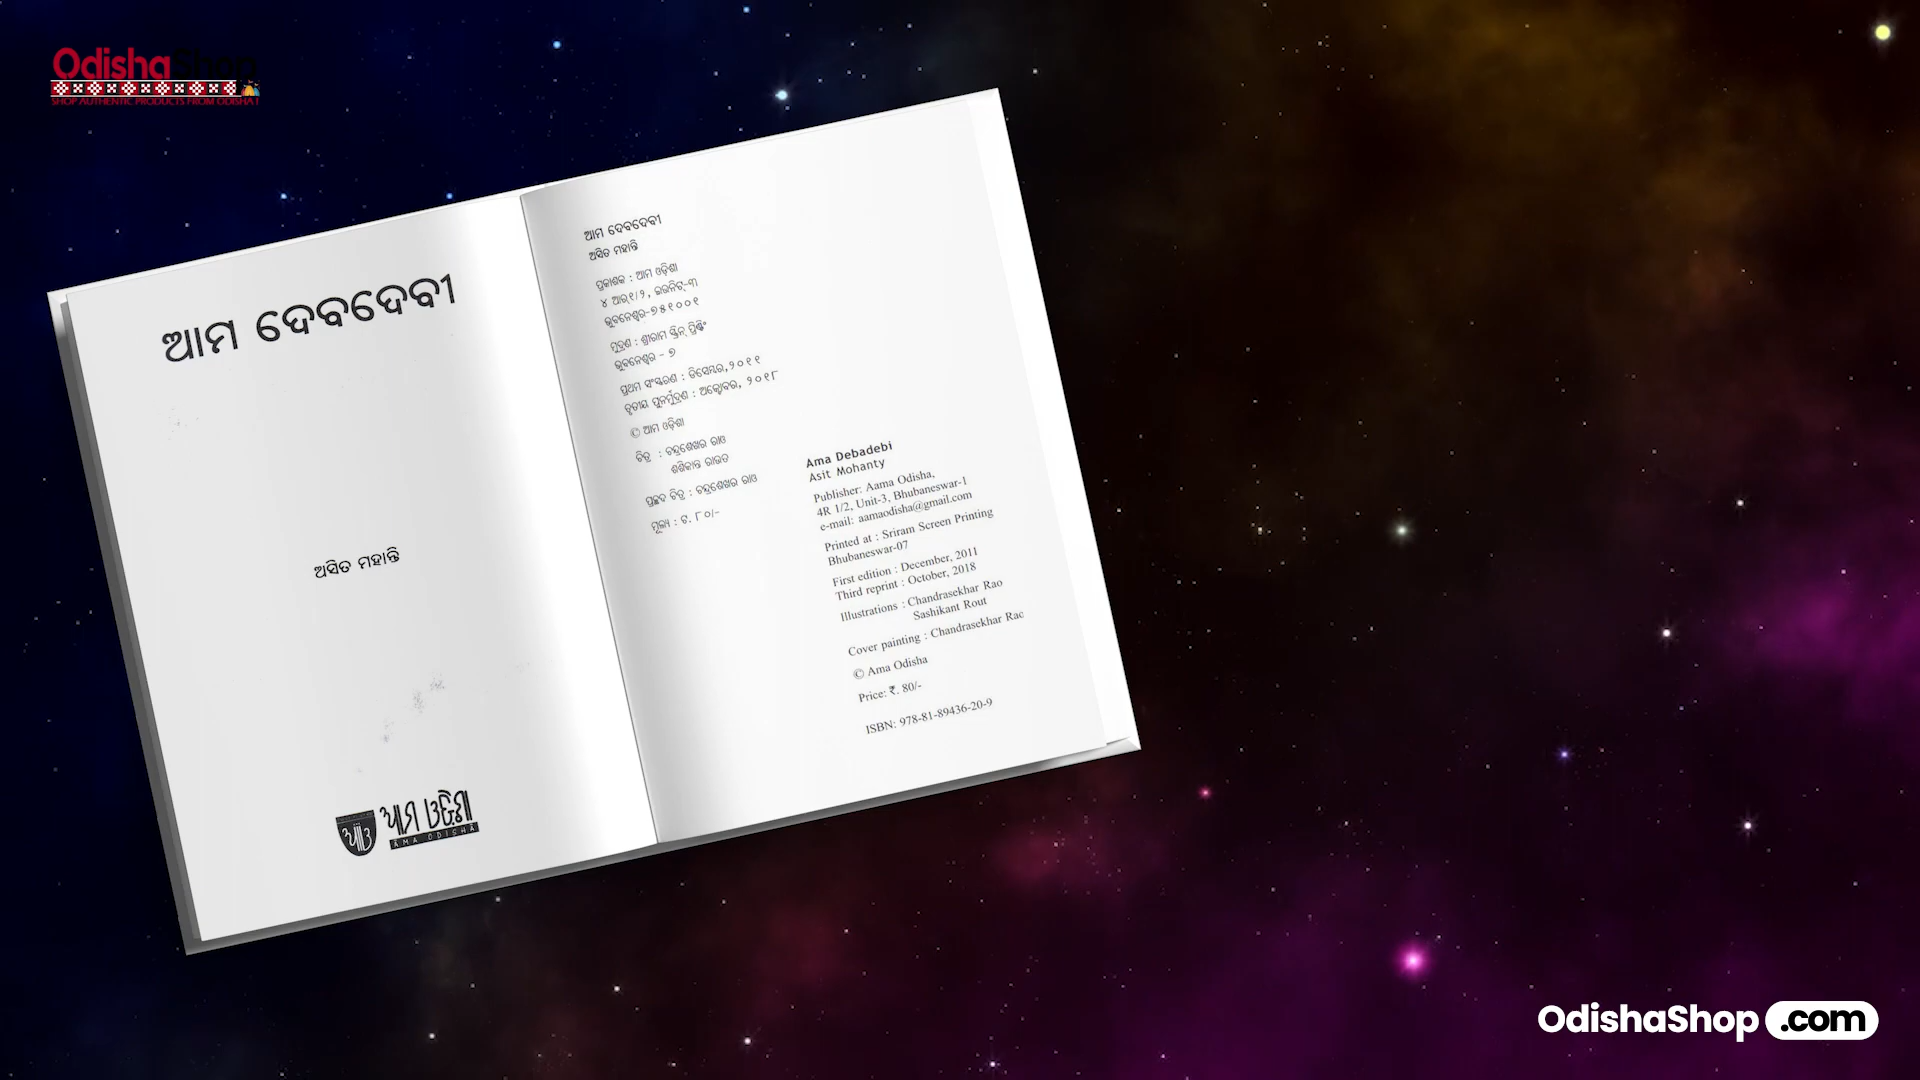 OdishaShop
SHOP AUTHENTIC PRODUCTS FROM ODISHA !
ଆମ ଦେବଦେବୀ
ଅସିତ ମହାନ୍ତି
ଆମ ଓଡ଼ିଶା
AMA ODISHA
ଆମ ଦେବଦେବୀ
ଅସିତ ମହାନ୍ତି
ପ୍ରକାଶକ : ଆମ ଓଡ଼ିଶା
୪ ଆର୍ ୧/୨, ଇଉନିଟ୍-୩
ଭୁବନେଶ୍ୱର-୭୫୧୦୦୧
ମୁଦ୍ରଣ : ଶ୍ରୀରାମ ସ୍କ୍ରିନ୍ ପ୍ରିଣ୍ଟିଂ
ଭୁବନେଶ୍ୱର - ୭
ପ୍ରଥମ ସଂସ୍କରଣ : ଡିସେମ୍ବର,୨୦୧୧
ତୃତୀୟ ପୁନର୍ମୁଦ୍ରଣ : ଅକ୍ଟୋବର, ୨୦୧୮
© ଆମ ଓଡ଼ିଶା
ଚିତ୍ର : ଚନ୍ଦ୍ରଶେଖର ରାଓ
ଶଶିକାନ୍ତ ରାଉତ
ପ୍ରଚ୍ଛଦ ଚିତ୍ର : ଚନ୍ଦ୍ରଶେଖର ରାଓ
ମୂଲ୍ୟ : ଟ. ୮୦/-
Ama Debadebi
Asit Mohanty
Publisher: Aama Odisha,
4R 1/2, Unit-3, Bhubaneswar-1
e-mail: aamaodisha@gmail.com
Printed at : Sriram Screen Printing
Bhubaneswar-07
First edition : December, 2011
Third reprint : October, 2018
Illustrations : Chandrasekhar Rao
Sashikant Rout
Cover painting : Chandrasekhar Rao
© Ama Odisha
Price: ₹. 80/-
ISBN: 978-81-89436-20-9
OdishaShop .com